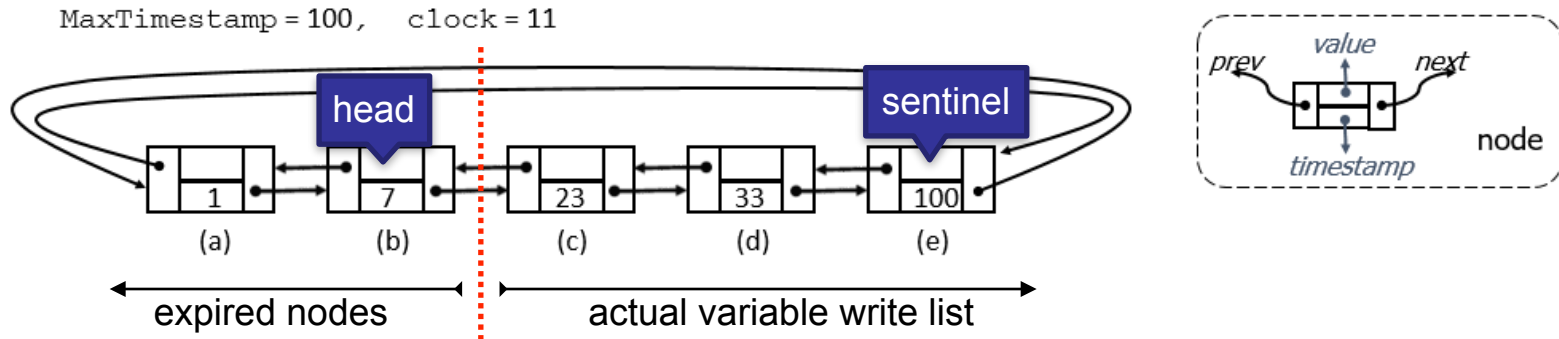 MaxTimestamp = 100, clock = 11
value
prev
next
head
sentinel
node
timestamp
1
7
23
33
100
(a)
(b)
(c)
(d)
(e)
expired nodes
actual variable write list